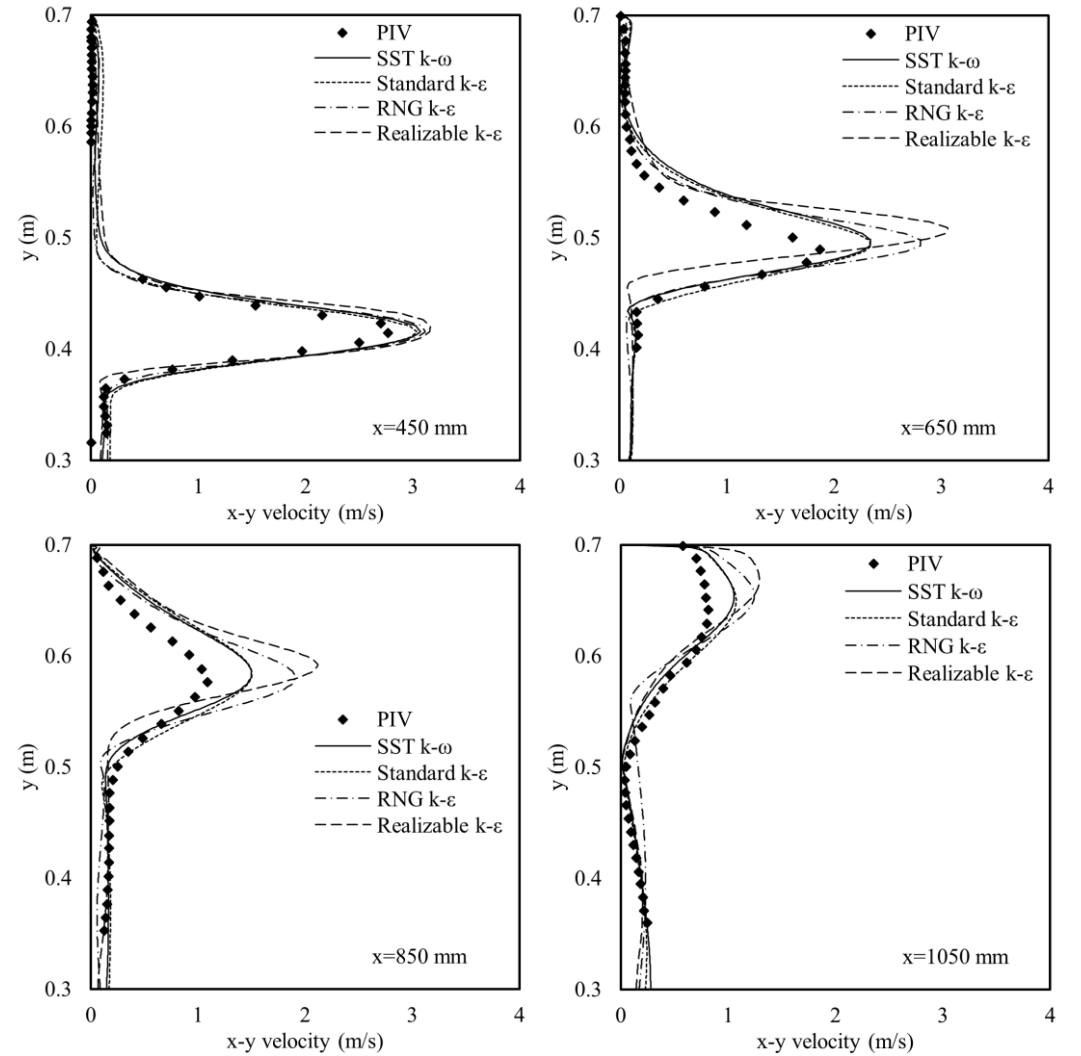 0.7
0.6
0.5
0.4
0.3
y (m)
PIV
SST k-ω
Standard k-ε
RNG k-ε
Realizable k-ε
x=450 mm
0 1 2 3 4
x-y velocity (m/s)
0.7
0.6
0.5
0.4
0.3
y (m)
PIV
SST k-ω
Standard k-ε
RNG k-ε
Realizable k-ε
x=650 mm
0 1 2 3 4
x-y velocity (m/s)
0.7
0.6
0.5
0.4
0.3
y (m)
PIV
SST k-ω
Standard k-ε
RNG k-ε
Realizable k-ε
x=850 mm
0 1 2 3 4
x-y velocity (m/s)
0.7
0.6
0.5
0.4
0.3
y (m)
PIV
SST k-ω
Standard k-ε
RNG k-ε
Realizable k-ε
x=1050 mm
0 1 2 3 4
x-y velocity (m/s)